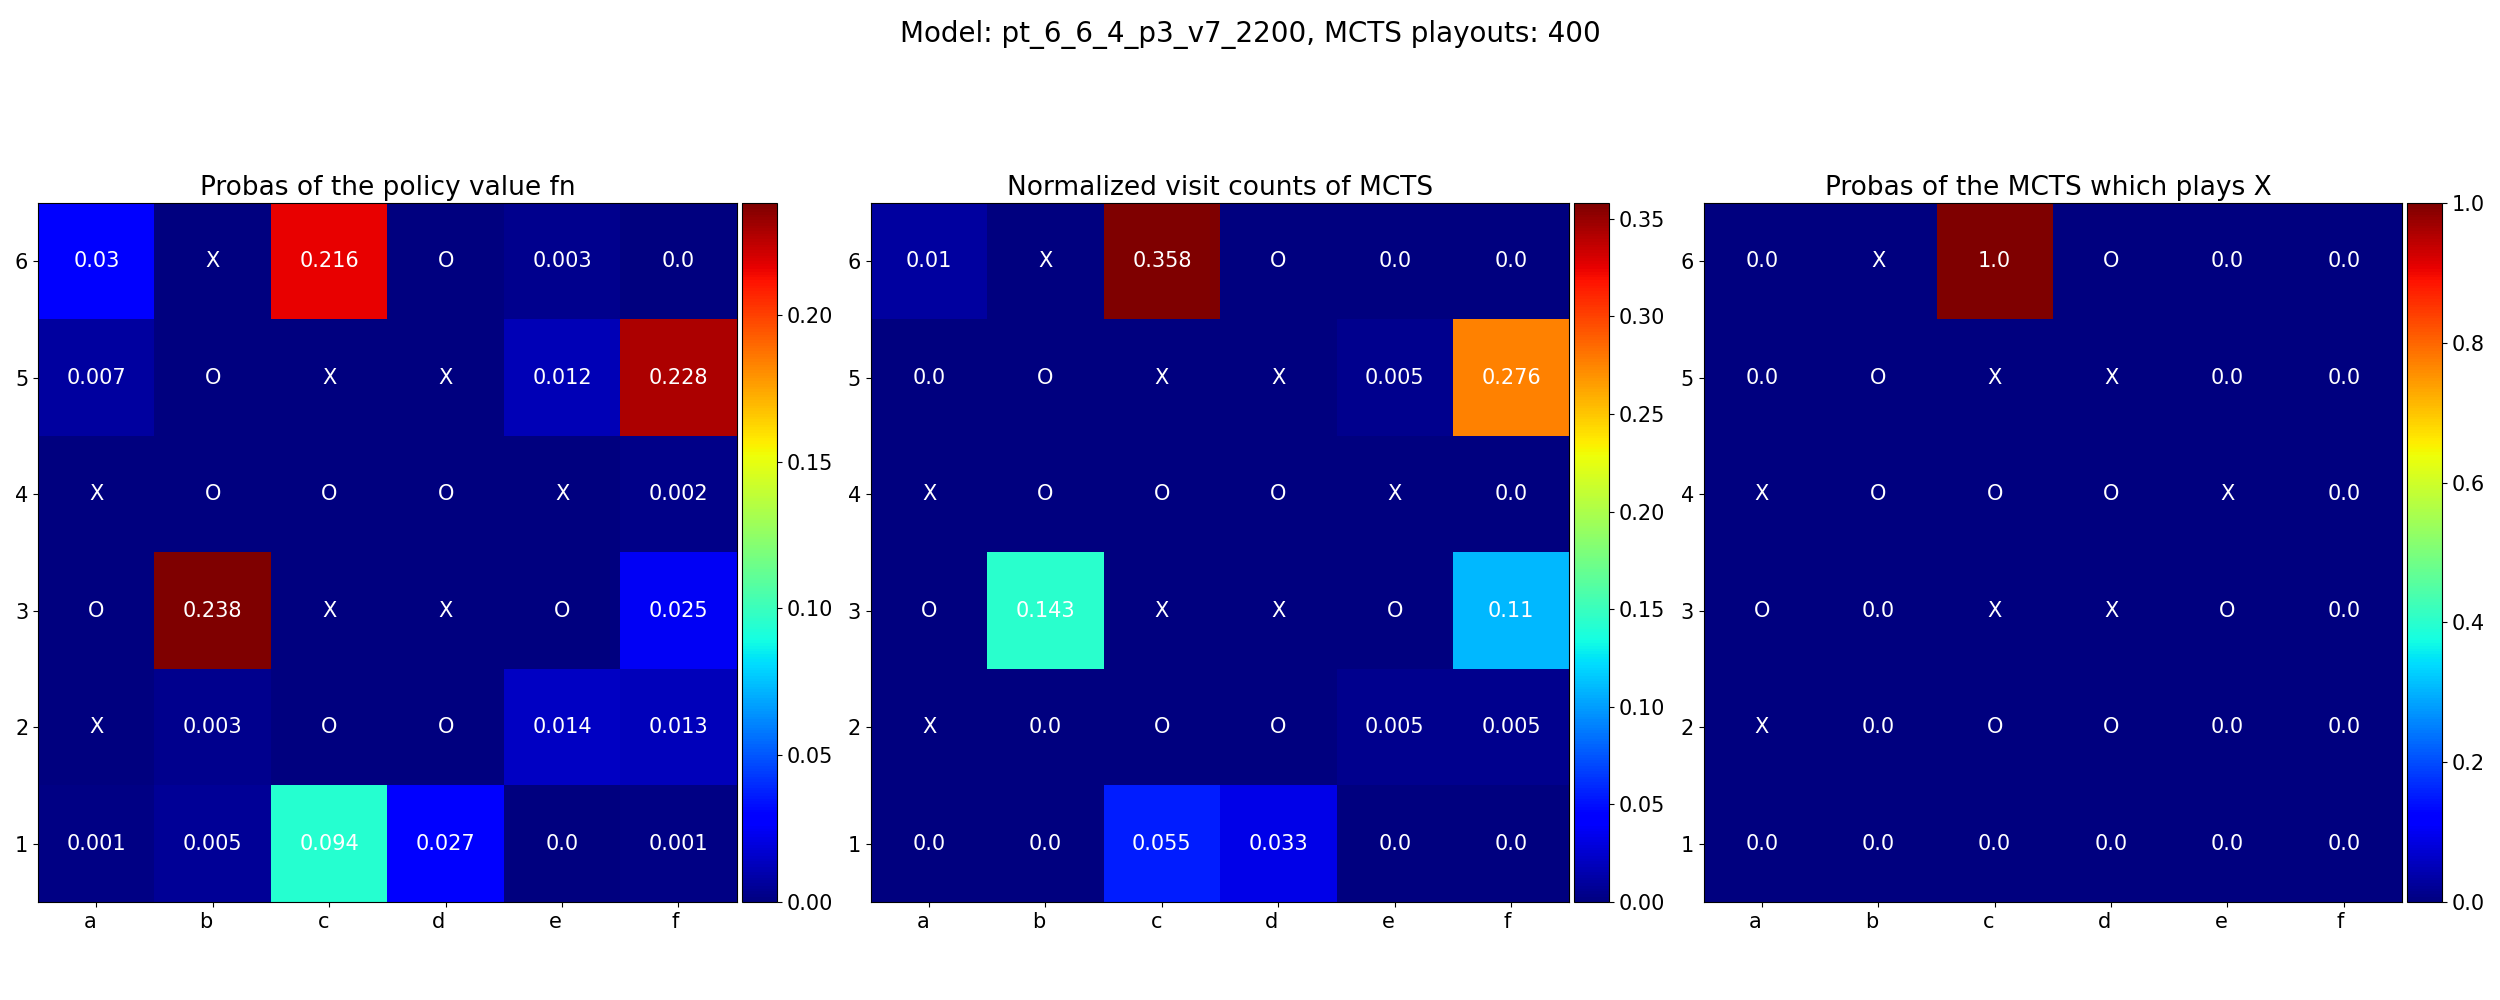 Model: pt_6_6_4_p3_v7_2200, MCTS playouts: 400
Probas of the policy value fn
6 0.03 X 0.216 O 0.003 0.0
5 0.007 O X X 0.012 0.228
4 X O O O X 0.002
3 O 0.238 X X O 0.025
2 X 0.003 O O 0.014 0.013
1 0.001 0.005 0.094 0.027 0.0 0.001
a b c d e f
0.20
0.15
0.10
0.05
0.00
Normalized visit counts of MCTS
6 0.01 X 0.358 O 0.0 0.0
5 0.0 O X X 0.005 0.276
4 X O O O X 0.0
3 O 0.143 X X O 0.11
2 X 0.0 O O 0.005 0.005
1 0.0 0.0 0.055 0.033 0.0 0.0
a b c d e f
0.35
0.30
0.25
0.20
0.15
0.10
0.05
0.00
Probas of the MCTS which plays X
6 0.0 X 1.0 O 0.0 0.0
5 0.0 O X X 0.0 0.0
4 X O O O X 0.0
3 O 0.0 X X O 0.0
2 X 0.0 O O 0.0 0.0
1 0.0 0.0 0.0 0.0 0.0 0.0
a b c d e f
1.0
0.8
0.6
0.4
0.2
0.0